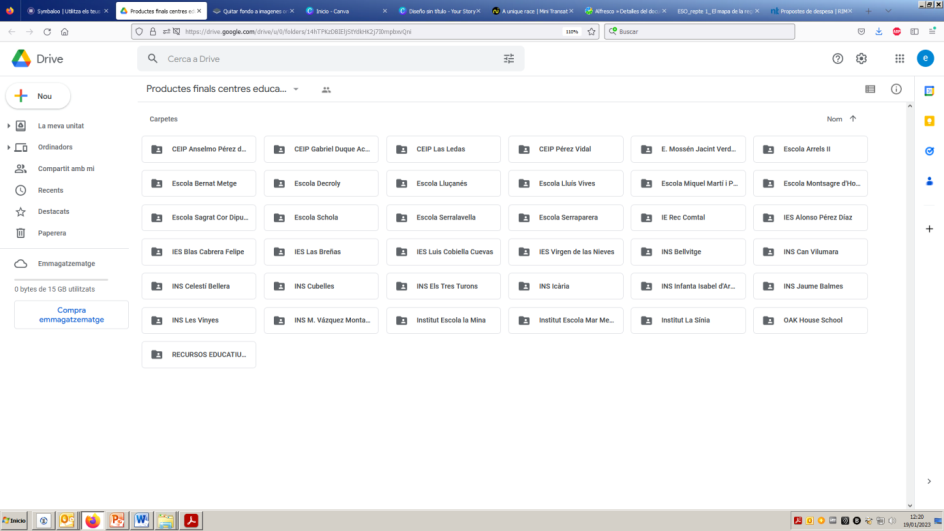 Symbaloo | Utilitza els teus
Productes finals centres ed
Quitar fondo a imagenes o
Inicio - Canva
Diseño sin título - Your Story
A unique race | Mini Transat
Alfresco » Detalles del doc
ESO_repte: 1_ El mapa de la reg
Propostes de despesa | RIM
https://drive.google.com/drive/u/0/folders/
110%
Buscar
Drive
Cerca a Drive
e
Nou
La meva unitat
Ordinadors
Compartit amb mi
Recents
Destacats
Paperera
Emmagatzematge
0 bytes de 15 GB utilitzats
Compra
emmagatzematge
Productes finals centres educa...
Carpetes
Nom
CEIP Anselmo Pérez d...
CEIP Gabriel Duque Ac...
CEIP Las Ledas
CEIP Pérez Vidal
E. Mossén Jacint Verd...
Escola Arrels II
Escola Bernat Metge
Escola Decroly
Escola Lluçanès
Escola Lluís Vives
Escola Miquel Martí i P...
Escola Montsagre d'Ho...
Escola Sagrat Cor Dipu...
Escola Schola
Escola Serralavella
Escola Serraparera
IE Rec Comtal
IES Alonso Pérez Díaz
IES Blas Cabrera Felipe
IES Las Breñas
IES Luis Cobiella Cuevas
IES Virgen de las Nieves
INS Bellvitge
INS Can Vilumara
INS Celestí Bellera
INS Cubelles
INS Els Tres Turons
INS Icària
INS Infanta Isabel d'Ar...
INS Jaume Balmes
INS Les Vinyes
INS M. Vázquez Monta...
Institut Escola la Mina
Institut Escola Mar Me...
Institut La Sínia
OAK House School
RECURSOS EDUCATIU...
Inicio
12:20
19/01/2023